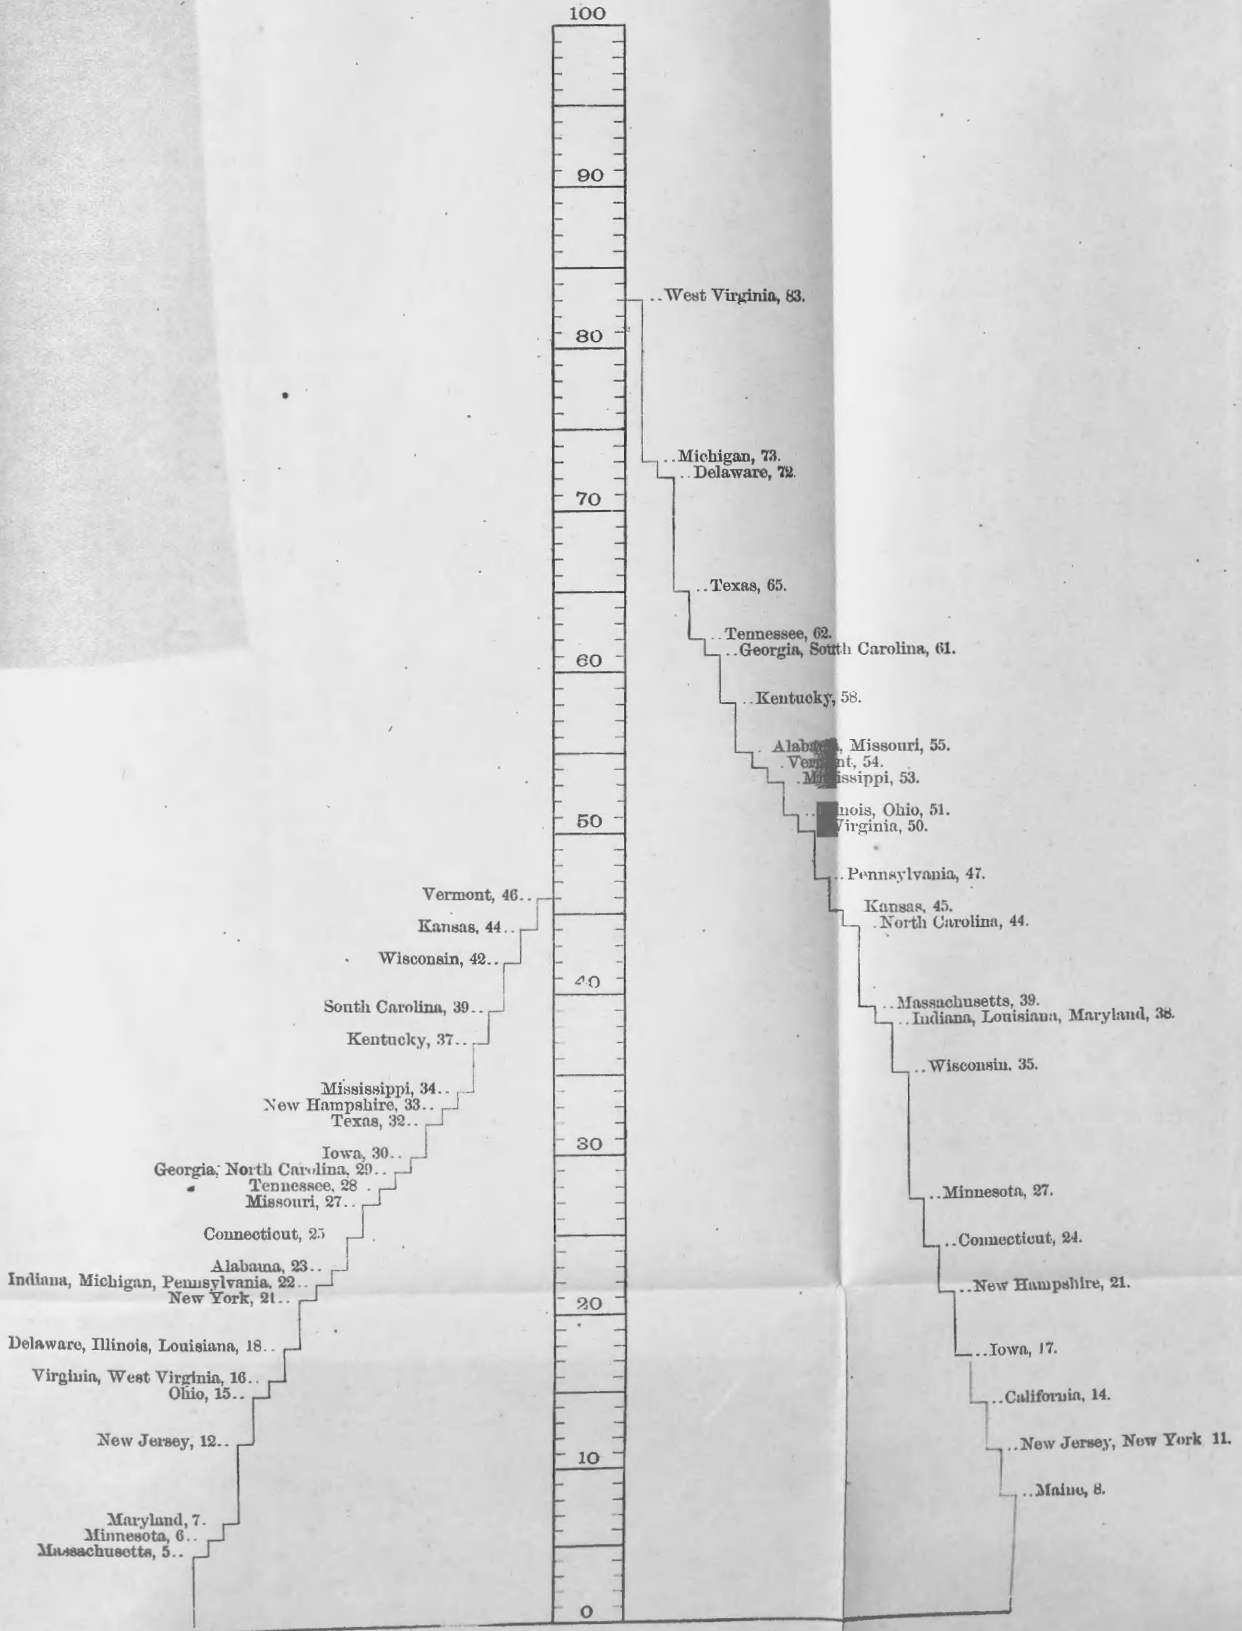 100
90
West Virginia, 83.
80
Michigan, 73.
Delaware, 72.
70
Texas, 65.
Tennessee, 62.
Georgia, South Carolina, 61.
60
Kentucky, 58.
Missouri, 55.
54.
53.
Ohio, 51.
Virginia, 50.
50
Pennsylvania, 47.
Vermont, 46..
Kansas, 45.
North Carolina, 44.
Kansas, 44..
Wisconsin, 42..
40
Massachusetts, 39.
Indiana, Louisiana, Maryland, 38.
South Carolina, 39..
Kentucky, 37..
Wisconsin. 35.
Mississippi, 34..
New Hampshire, 33..
Texas, 32..
30
Iowa, 30..
Georgia, North Carolina, 29..
Tennessee. 28 .
Missouri, 27..
Minnesota, 27.
Connecticut, 25
Connecticut, 24.
Alabama, 23..
Indiana, Michigan, Pennsylvania. 22..
New York, 21..
New Hampshire, 21.
20
Delaware, Illinois, Louisiana, 18..
Iowa, 17.
Virginia, West Virginia, 16..
Ohio, 15..
California, 14.
New Jersey, 12..
New Jersey, New York 11.
10
Maine, 8.
Maryland, 7.
Minnesota, 6..
Massachusetts, 5..
0